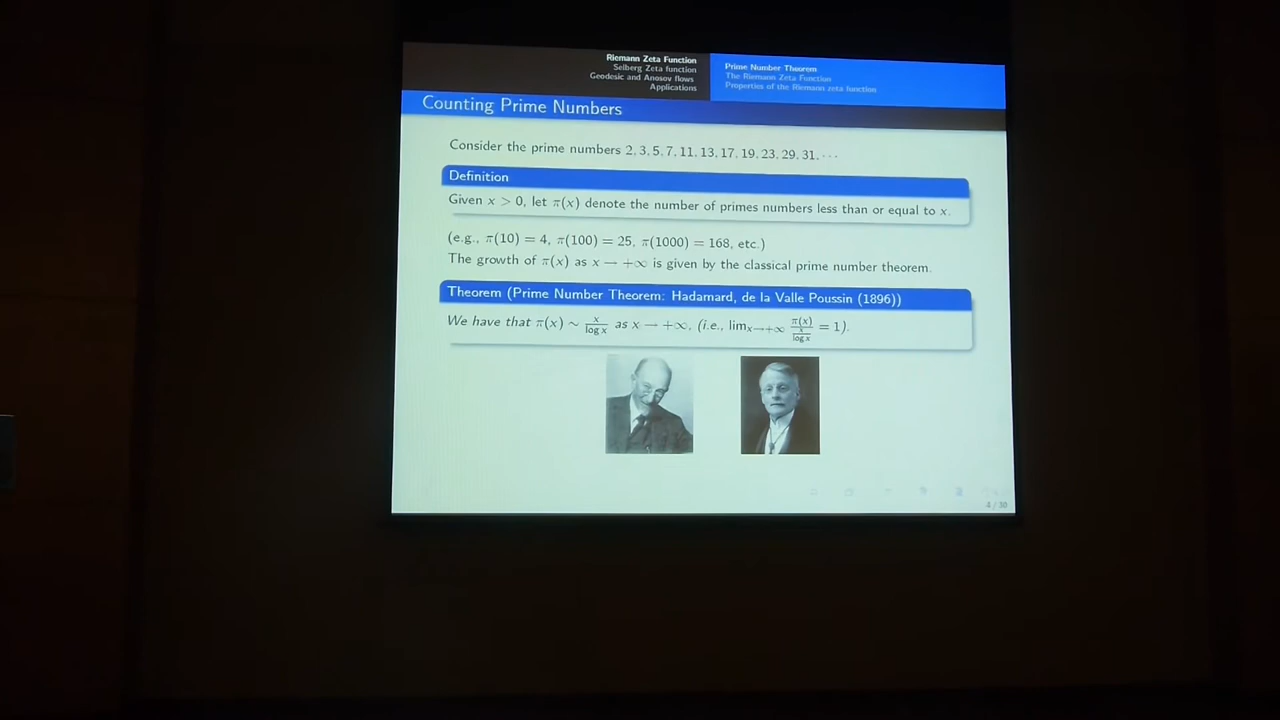 Riemann Zeta Function
Selberg Zeta function
Geodesic and Anosov flows
Applications
Prime Number Theorem
The Riemann Zeta Function
Properties of the Riemann zeta function
Counting Prime Numbers
Consider the prime numbers 2, 3, 5, 7, 11, 13, 17, 19, 23, 29, 31, ⋯
Definition
Given x > 0, let π(x) denote the number of primes numbers less than or equal to x.
(e.g., π(10) = 4, π(100) = 25, π(1000) = 168, etc.)
The growth of π(x) as x → +∞ is given by the classical prime number theorem.
Theorem (Prime Number Theorem: Hadamard, de la Valle Poussin (1896))
We have that π(x) ∼ x/log x as x → +∞, (i.e., lim x→+∞ π(x)/(x/log x) = 1).
4 / 30